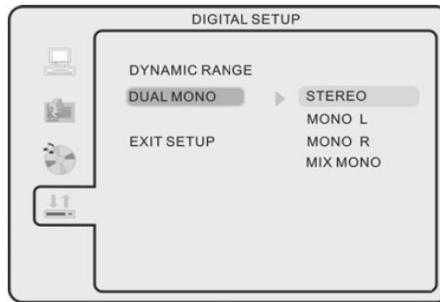 DIGITAL SETUP
DYNAMIC RANGE
DUAL MONO
EXIT SETUP
STEREO
MONO L
MONO R
MIX MONO